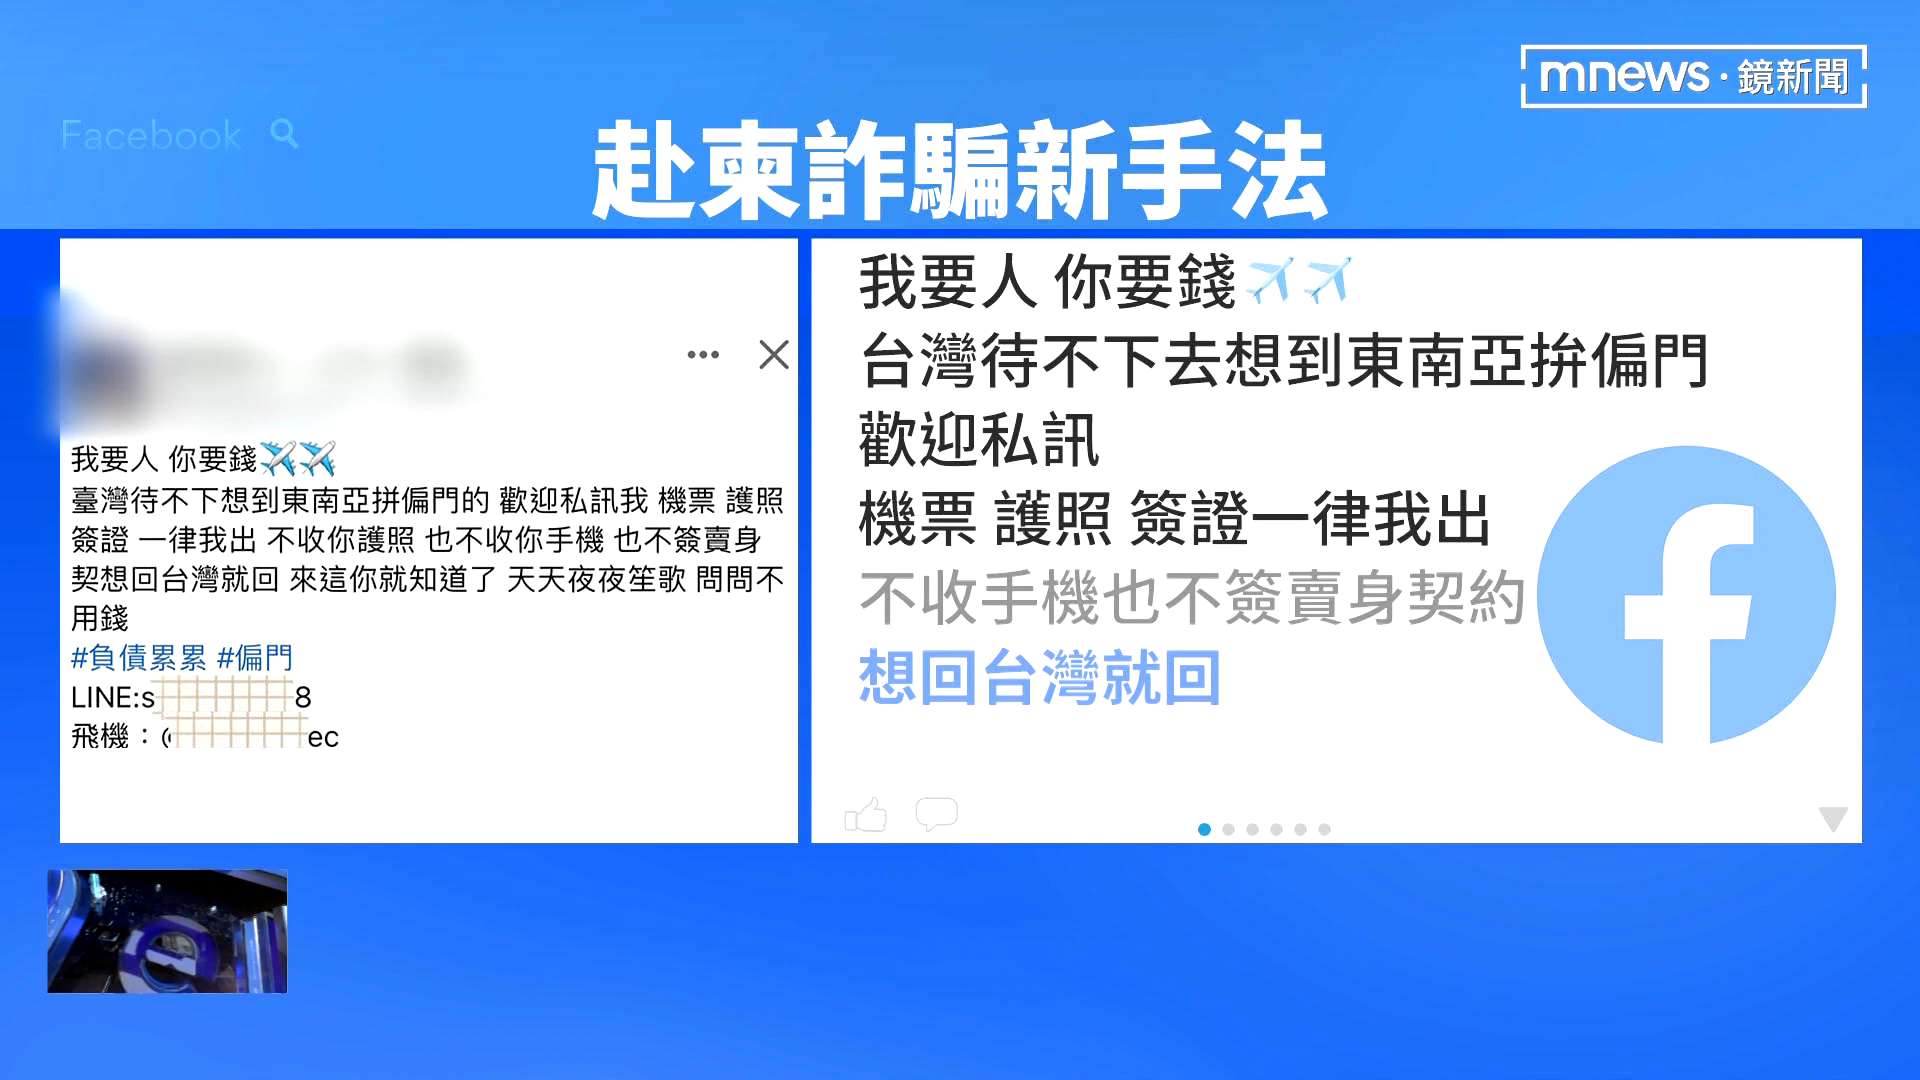 mnews·鏡新聞
Facebook
赴柬詐騙新手法
我要人 你要錢✈️✈️
臺灣待不下想到東南亞拼偏門的 歡迎私訊我 機票 護照
簽證 一律我出 不收你護照 也不收你手機 也不簽賣身
契想回台灣就回 來這你就知道了 天天夜夜笙歌 問問不
用錢
#負債累累 #偏門
LINE:s 8
飛機：@ ec
我要人 你要錢✈️✈️
台灣待不下去想到東南亞拚偏門
歡迎私訊
機票 護照 簽證一律我出
不收手機也不簽賣身契約
想回台灣就回